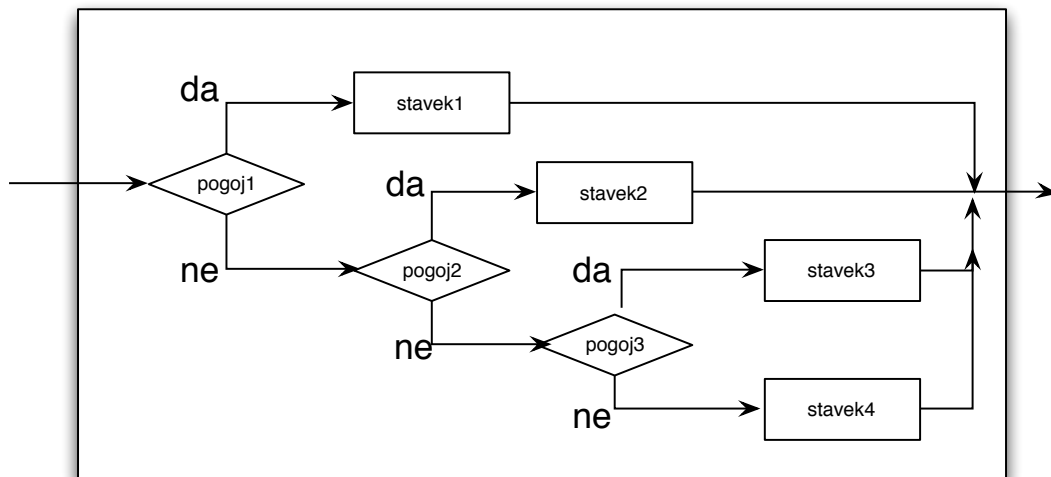 da
stavek1
pogoj1
da
stavek2
ne
pogoj2
da
stavek3
ne
pogoj3
ne
stavek4